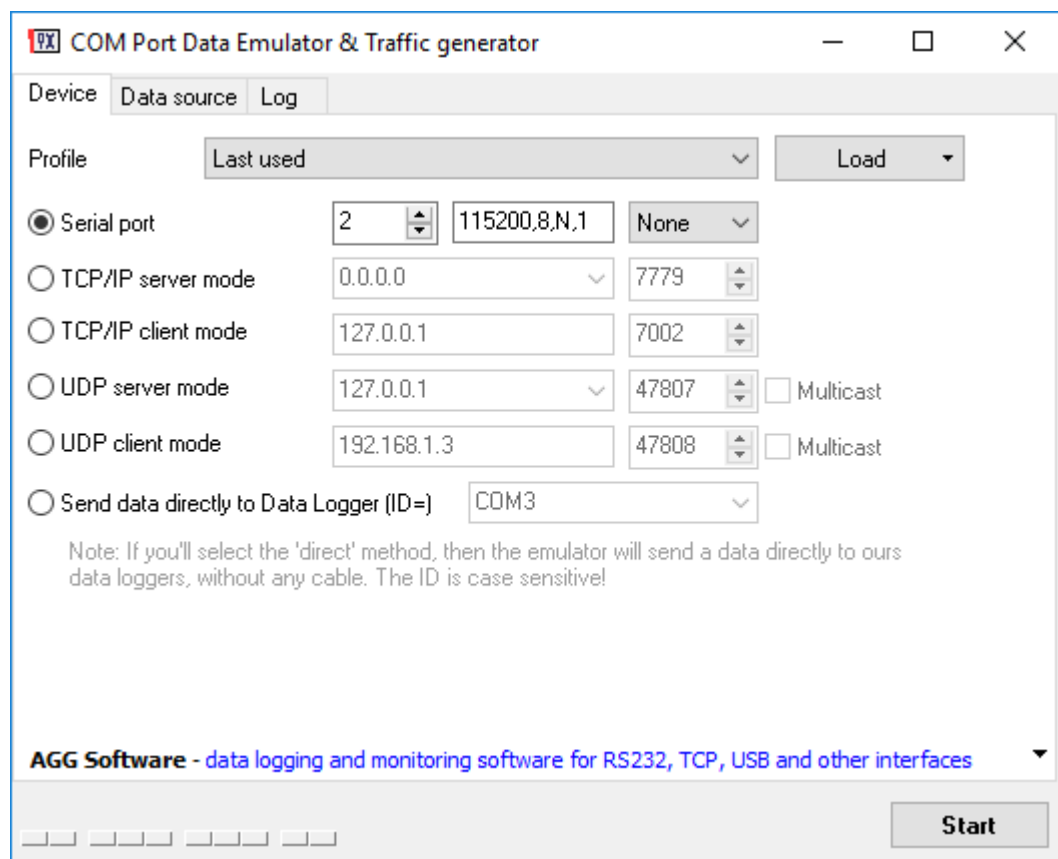 COM Port Data Emulator & Traffic generator
Device Data source Log
Profile Last used Load
Serial port 2 115200,8,N,1 None
TCP/IP server mode 0.0.0.0 7779
TCP/IP client mode 127.0.0.1 7002
UDP server mode 127.0.0.1 47807 Multicast
UDP client mode 192.168.1.3 47808 Multicast
Send data directly to Data Logger (ID=) COM3
Note: If you'll select the 'direct' method, then the emulator will send a data directly to ours
data loggers, without any cable. The ID is case sensitive!
AGG Software - data logging and monitoring software for RS232, TCP, USB and other interfaces
Start